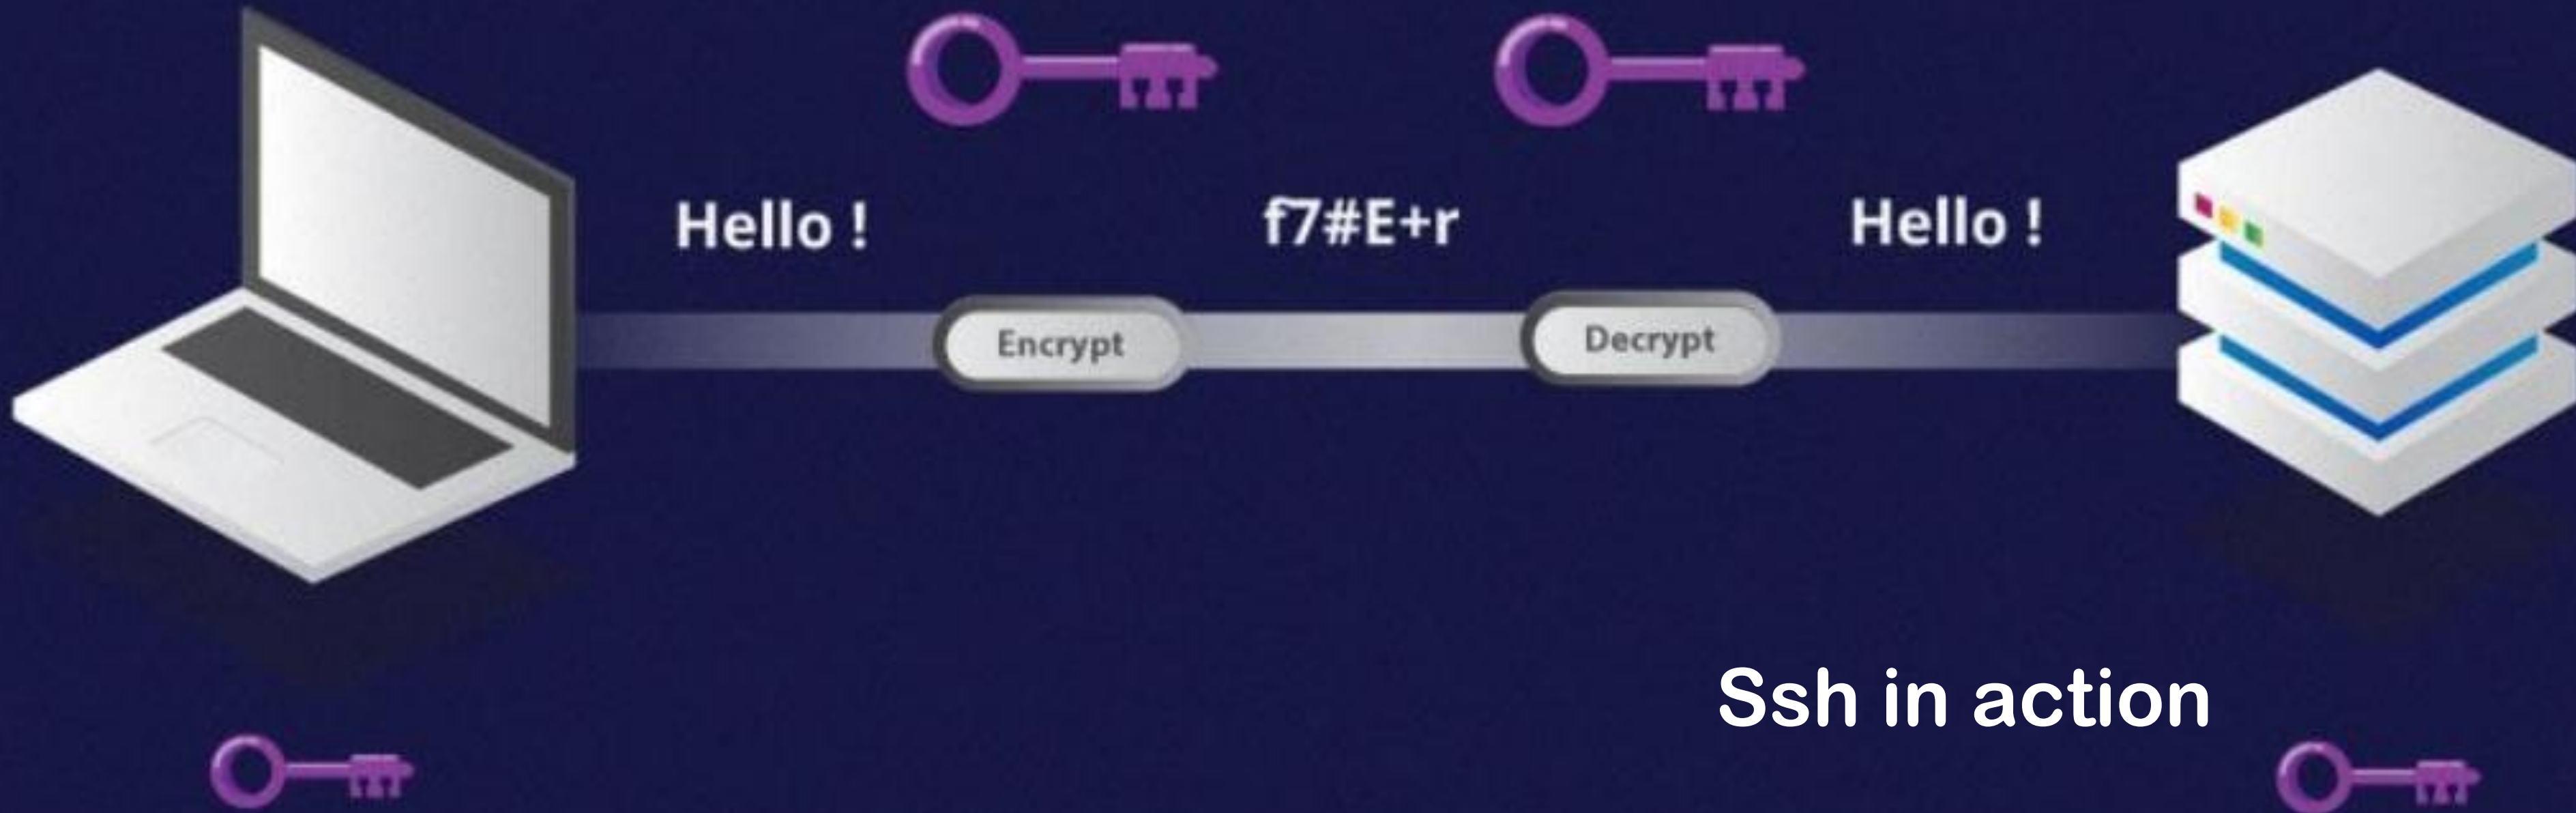 Hello !
f7#E+r
Hello !
Encrypt
Decrypt
Ssh in action